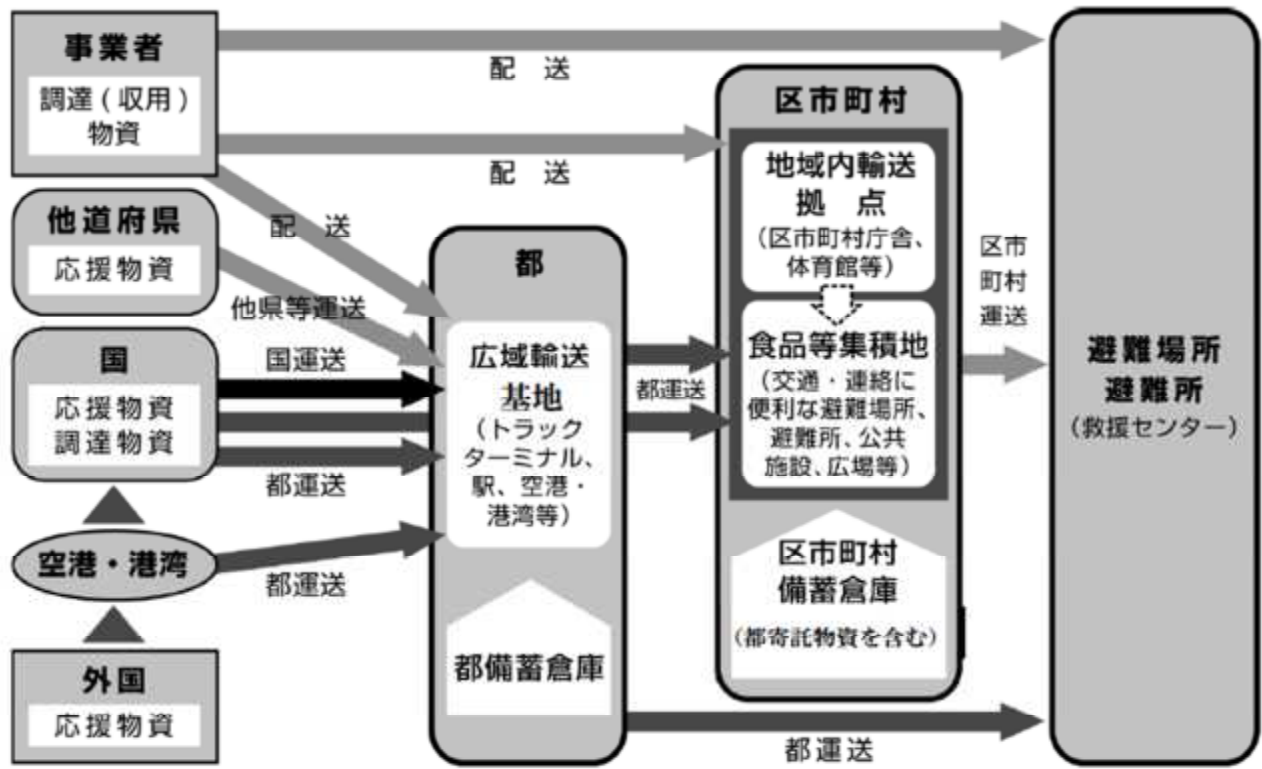 事業者
調達(収用)
物資
他道府県
応援物資
国
応援物資
調達物資
空港・港湾
外国
応援物資
配　送
配　送
配　送
他県等運送
国運送
都運送
都運送
都
広域輸送
基地
(トラック
ターミナル、
駅、空港・
港湾等)
都備蓄倉庫
都運送
区市町村
地域内輸送
拠　点
(区市町村庁舎、
体育館等)
食品等集積地
(交通・連絡に
便利な避難場所、
避難所、公共
施設、広場等)
区市町村
備蓄倉庫
(都寄託物資を含む)
区市
町村
運送
都運送
避難場所
避難所
(救援センター)